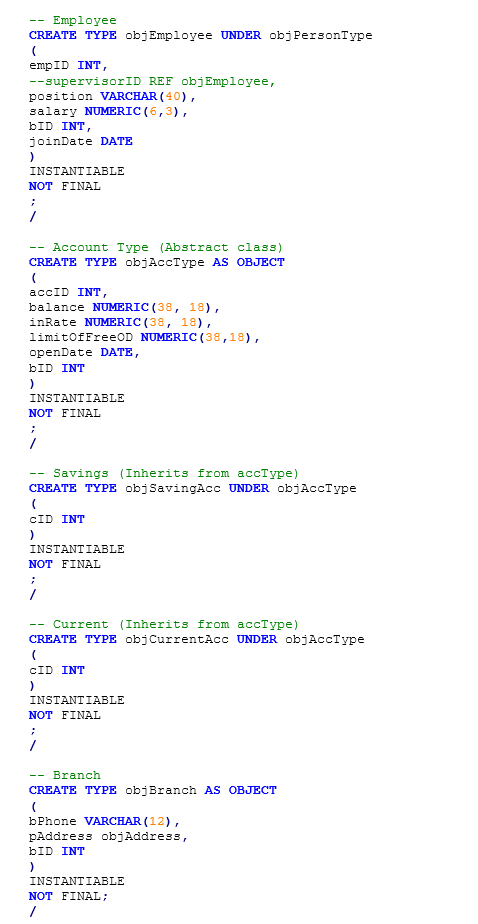 -- Employee
CREATE TYPE objEmployee UNDER objPersonType
(
empID INT,
--supervisorID REF objEmployee,
position VARCHAR(40),
salary NUMERIC(6,3),
bID INT,
joinDate DATE
)
INSTANTIABLE
NOT FINAL
;
/
-- Account Type (Abstract class)
CREATE TYPE objAccType AS OBJECT
(
accID INT,
balance NUMERIC(38, 18),
inRate NUMERIC(38, 18),
limitOfFreeOD NUMERIC(38,18),
openDate DATE,
bID INT
)
INSTANTIABLE
NOT FINAL
;
/
-- Savings (Inherits from accType)
CREATE TYPE objSavingAcc UNDER objAccType
(
cID INT
)
INSTANTIABLE
NOT FINAL
;
/
-- Current (Inherits from accType)
CREATE TYPE objCurrentAcc UNDER objAccType
(
cID INT
)
INSTANTIABLE
NOT FINAL
;
/
-- Branch
CREATE TYPE objBranch AS OBJECT
(
bPhone VARCHAR(12),
pAddress objAddress,
bID INT
)
INSTANTIABLE
NOT FINAL;
/